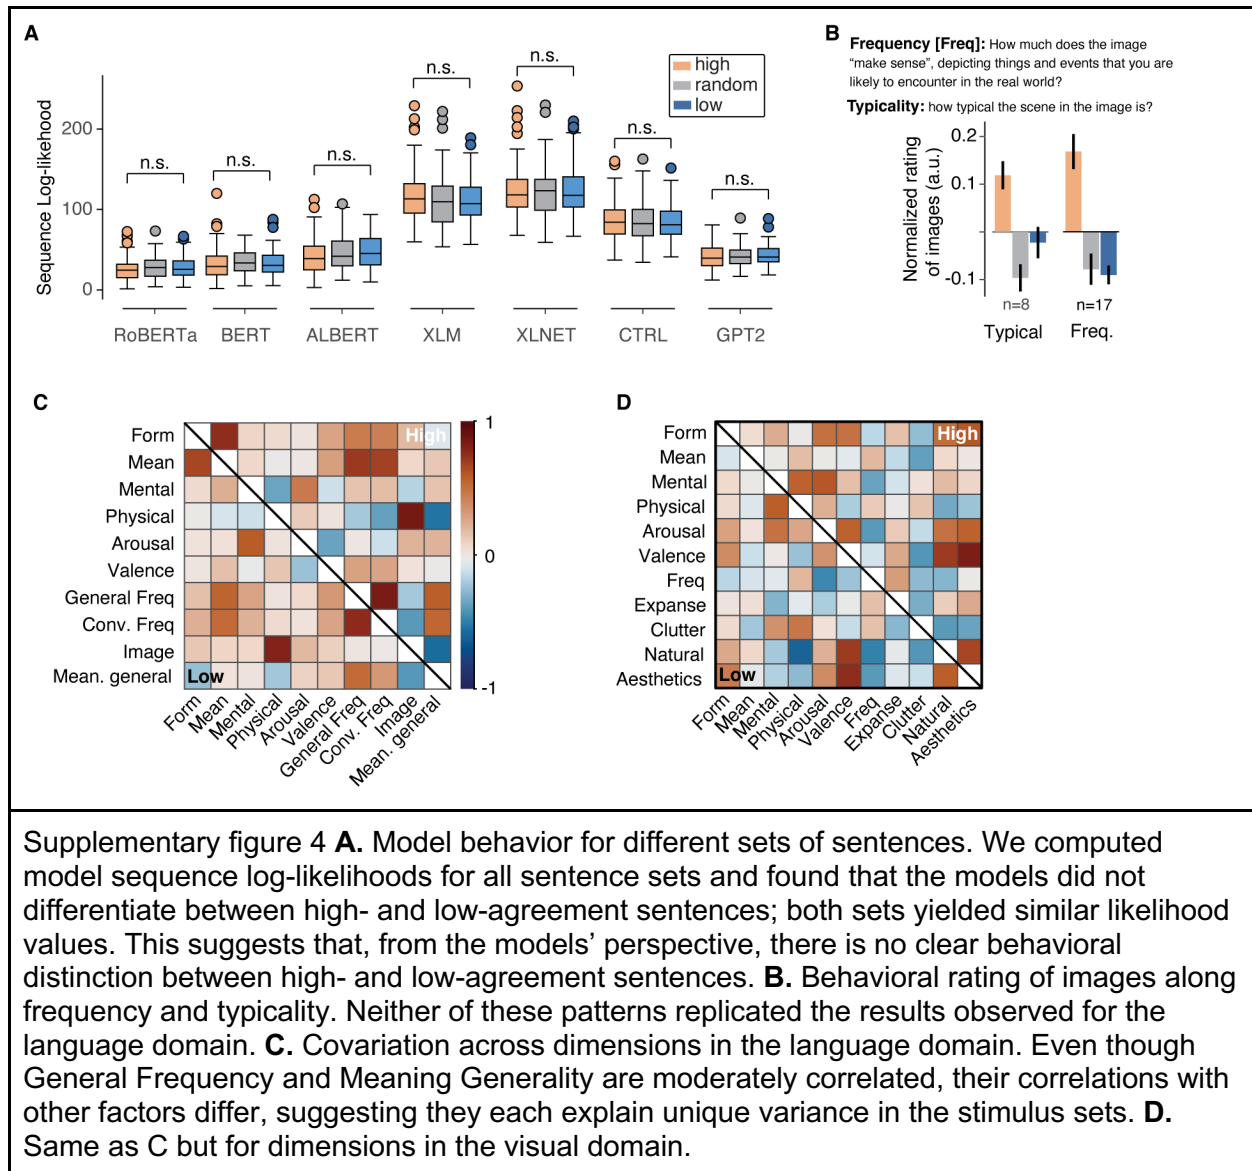 A
Sequence Log-likehood
200
100
0
n.s.
n.s.
n.s.
n.s.
n.s.
n.s.
n.s.
high
random
low
RoBERTa
BERT
ALBERT
XLM
XLNET
CTRL
GPT2
B
Frequency [Freq]: How much does the image
“make sense”, depicting things and events that you are
likely to encounter in the real world?
Typicality: how typical the scene in the image is?
Normalized rating
of images (a.u.)
0.2
0.1
-0.1
n=8
n=17
Typical
Freq.
C
Form
Mean
Mental
Physical
Arousal
Valence
General Freq
Conv. Freq
Image
Mean. general
High
Low
Form
Mean
Mental
Physical
Arousal
Valence
General Freq
Conv. Freq
Image
Mean. general
1
0
-1
D
Form
Mean
Mental
Physical
Arousal
Valence
Freq
Expanse
Clutter
Natural
Aesthetics
High
Low
Form
Mean
Mental
Physical
Arousal
Valence
Freq
Expanse
Clutter
Natural
Aesthetics
Supplementary figure 4 A. Model behavior for different sets of sentences. We computed
model sequence log-likelihoods for all sentence sets and found that the models did not
differentiate between high- and low-agreement sentences; both sets yielded similar likelihood
values. This suggests that, from the models’ perspective, there is no clear behavioral
distinction between high- and low-agreement sentences. B. Behavioral rating of images along
frequency and typicality. Neither of these patterns replicated the results observed for the
language domain. C. Covariation across dimensions in the language domain. Even though
General Frequency and Meaning Generality are moderately correlated, their correlations with
other factors differ, suggesting they each explain unique variance in the stimulus sets. D.
Same as C but for dimensions in the visual domain.